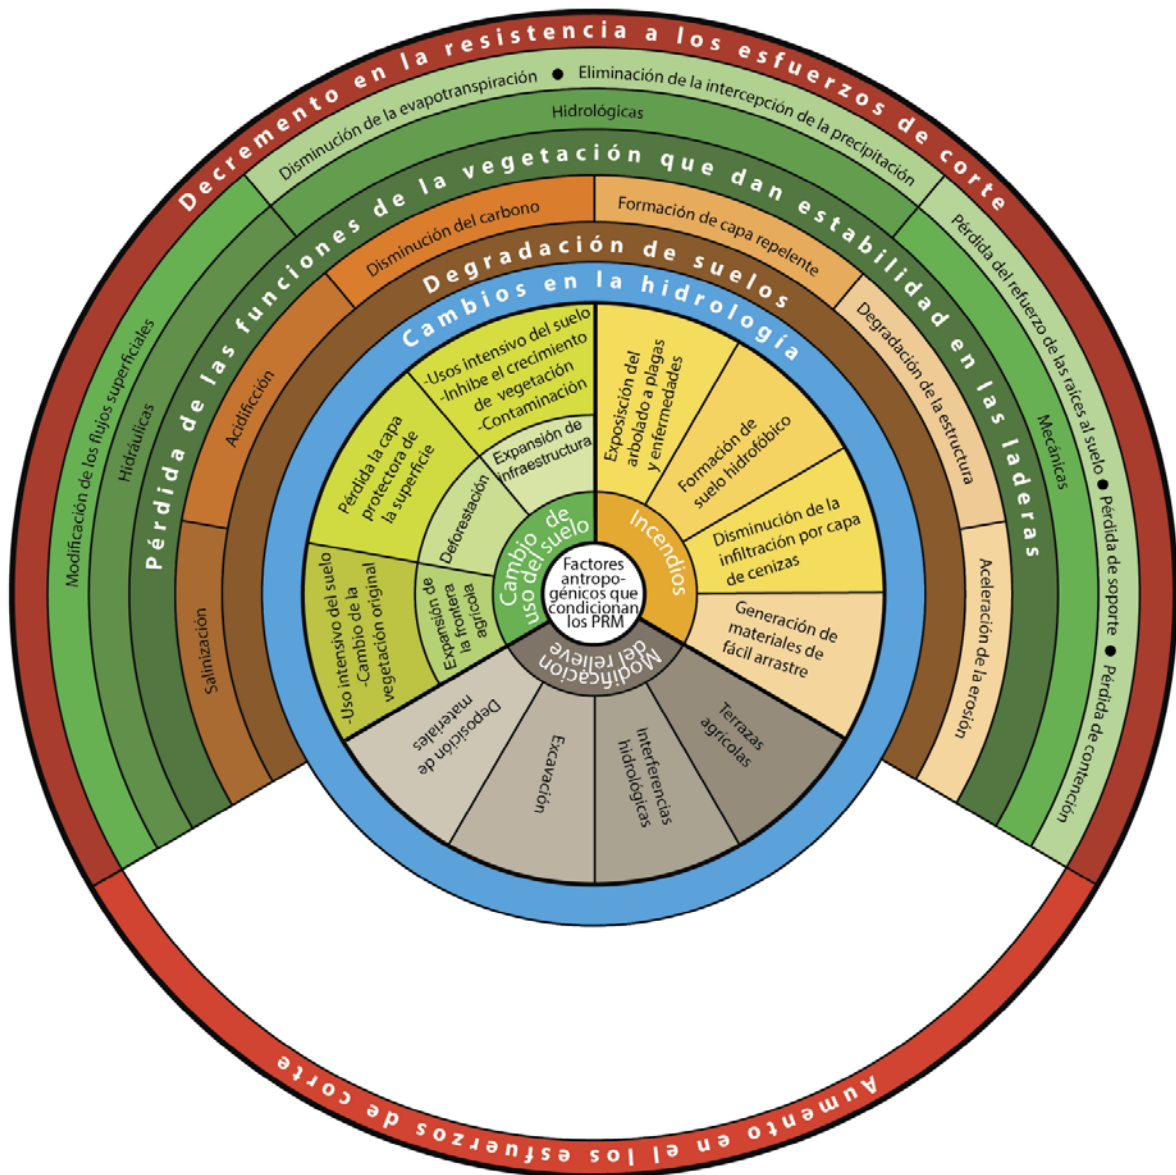 Decremento en la resistencia a los esfuerzos de corte
Disminución de la evapotranspiración ● Eliminación de la intercepción de la precipitación
Pérdida del refuerzo de las raíces al suelo ● Pérdida de soporte ● Pérdida de contención
Modificación de los flujos superficiales
Hidrológicas
Hidráulicas
Mecánicas
Pérdida de las funciones de la vegetación que dan estabilidad en las laderas
Salinización
Acidificción
Disminución del carbono
Formación de capa repelente
Degradación de la estructura
Aceleración de la erosión
Degradación de suelos
Cambios en la hidrología
-Usos intensivo del suelo
-Inhibe el crecimiento
de vegetación
-Contaminación
Pérdida la capa
protectora de
la superficie
-Uso intensivo del suelo
-Cambio de la
vegetación original
Expansión de
infraestructura
Deforestación
Expansión de
la frontera
agrícola
Cambio de
uso del suelo
Exposisción del
arbolado a plagas
y enfermedades
Formación de
suelo hidrofóbico
Disminución de la
infiltración por capa
de cenizas
Generación de
materiales de
fácil arrastre
Incendios
Factores
antropo-
génicos que
condicionan
los PRM
Modificacion
del relieve
Deposición de
materiales
Excavación
Interferencias
hidrológicas
Terrazas
agrícolas
Aumento en el los esfuerzos de corte